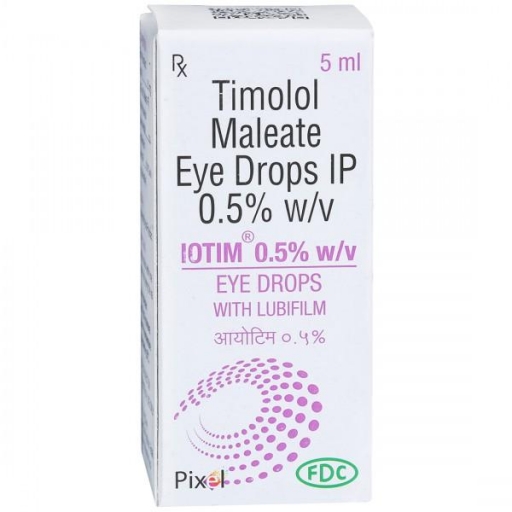 Rx
5 ml
Timolol
Maleate
Eye Drops IP
0.5% w/v
IOTIM® 0.5% w/v
EYE DROPS
WITH LUBIFILM
आयोटिम ०.५%
Pixel
FDC